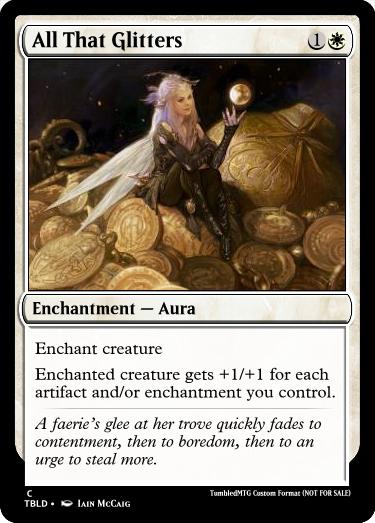 All That Glitters 1
Enchantment — Aura
Enchant creature
Enchanted creature gets +1/+1 for each
artifact and/or enchantment you control.
A faerie's glee at her trove quickly fades to
contentment, then to boredom, then to an
urge to steal more.
C
TBLD • Iain McCaig
TumbledMTG Custom Format (NOT FOR SALE)